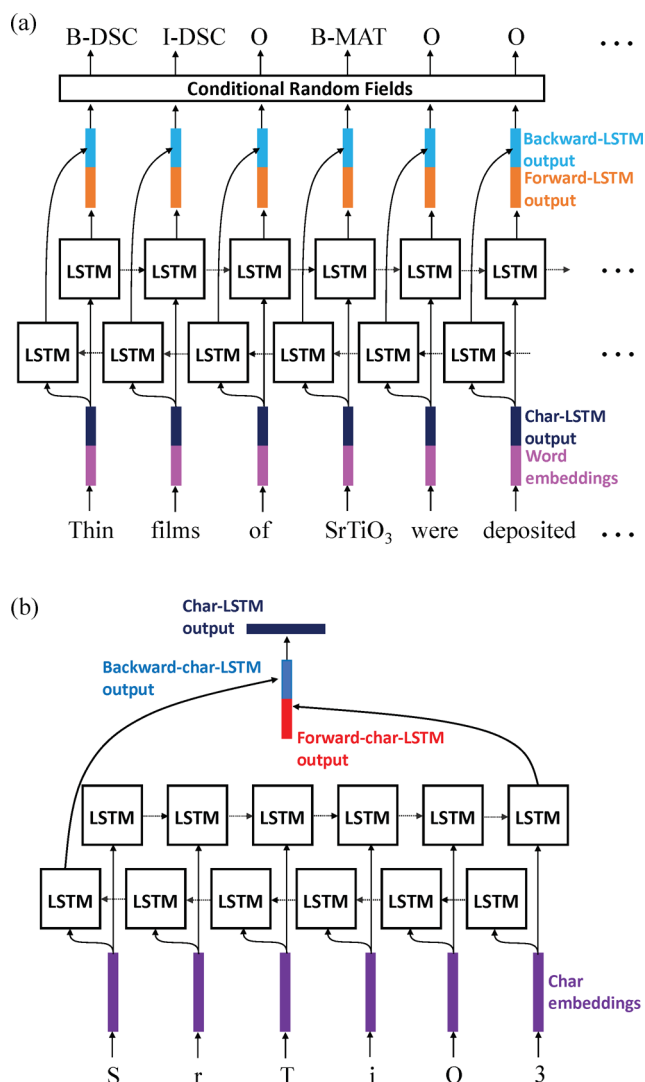 (a)
B-DSC I-DSC O B-MAT O O ...
Conditional Random Fields
Backward-LSTM
output
Forward-LSTM
output
LSTM LSTM LSTM LSTM LSTM LSTM ...
LSTM LSTM LSTM LSTM LSTM LSTM ...
Char-LSTM
output
Word
embeddings
Thin films of SrTiO₃ were deposited ...
(b)
Char-LSTM
output
Backward-char-LSTM
output
Forward-char-LSTM
output
LSTM LSTM LSTM LSTM LSTM LSTM
LSTM LSTM LSTM LSTM LSTM LSTM
Char
embeddings
S r T i O 3